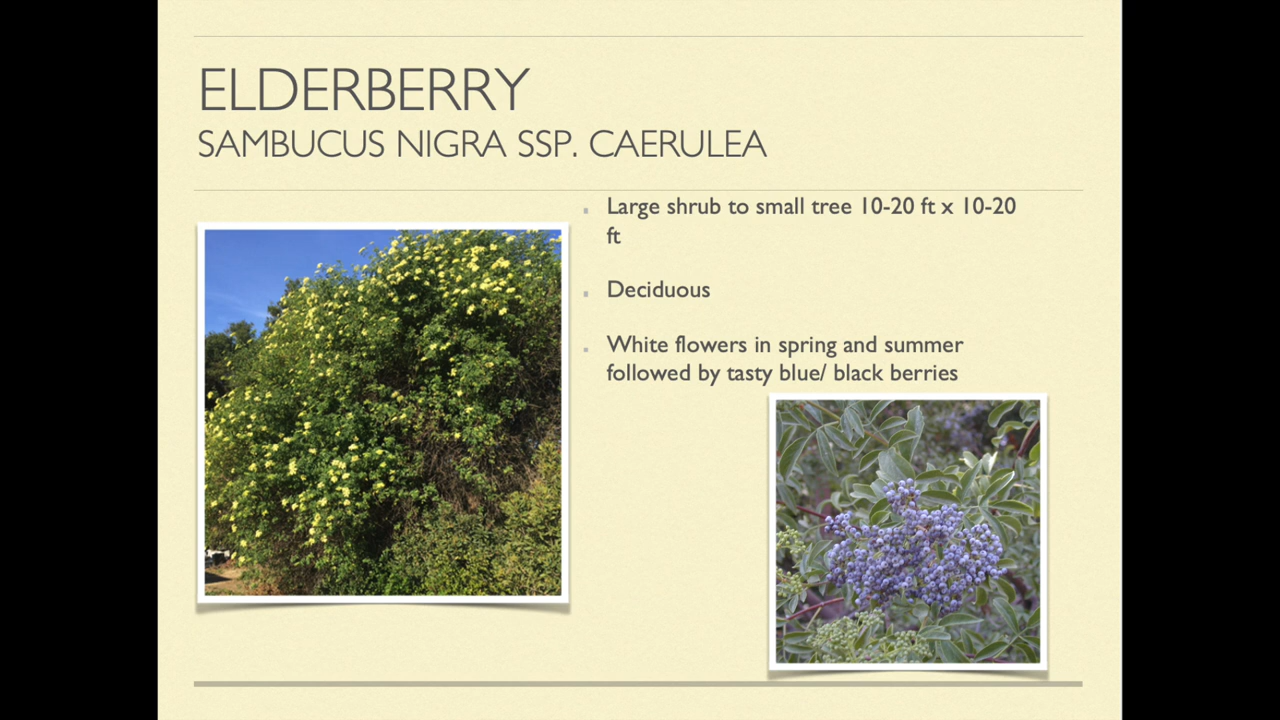 ELDERBERRY
SAMBUCUS NIGRA SSP. CAERULEA
Large shrub to small tree 10-20 ft x 10-20
ft
Deciduous
White flowers in spring and summer
followed by tasty blue/ black berries